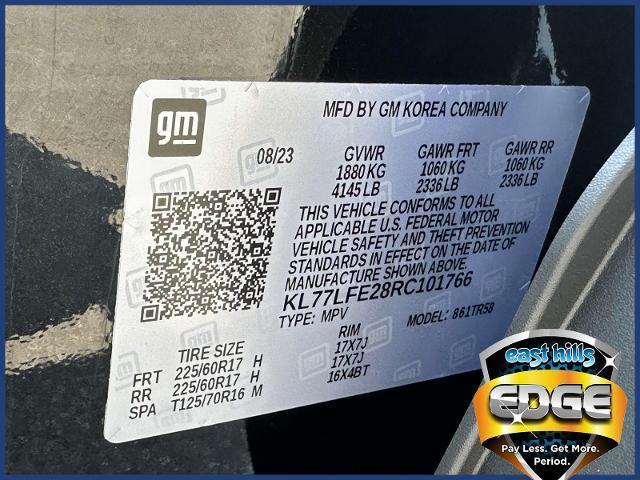 gm
MFD BY GM KOREA COMPANY
08/23 GVWR GAWR FRT GAWR RR
1880 KG 1060 KG 1060 KG
4145 LB 2336 LB 2336 LB
THIS VEHICLE CONFORMS TO ALL
APPLICABLE U.S. FEDERAL MOTOR
VEHICLE SAFETY AND THEFT PREVENTION
STANDARDS IN EFFECT ON THE DATE OF
MANUFACTURE SHOWN ABOVE.
KL77LFE28RC101766
TYPE: MPV MODEL: 861TR58
TIRE SIZE RIM
FRT 225/60R17 H 17X7J
RR 225/60R17 H 17X7J
SPA T125/70R16 M 16X4BT
east hills
EDGE
Pay Less. Get More.
Period.